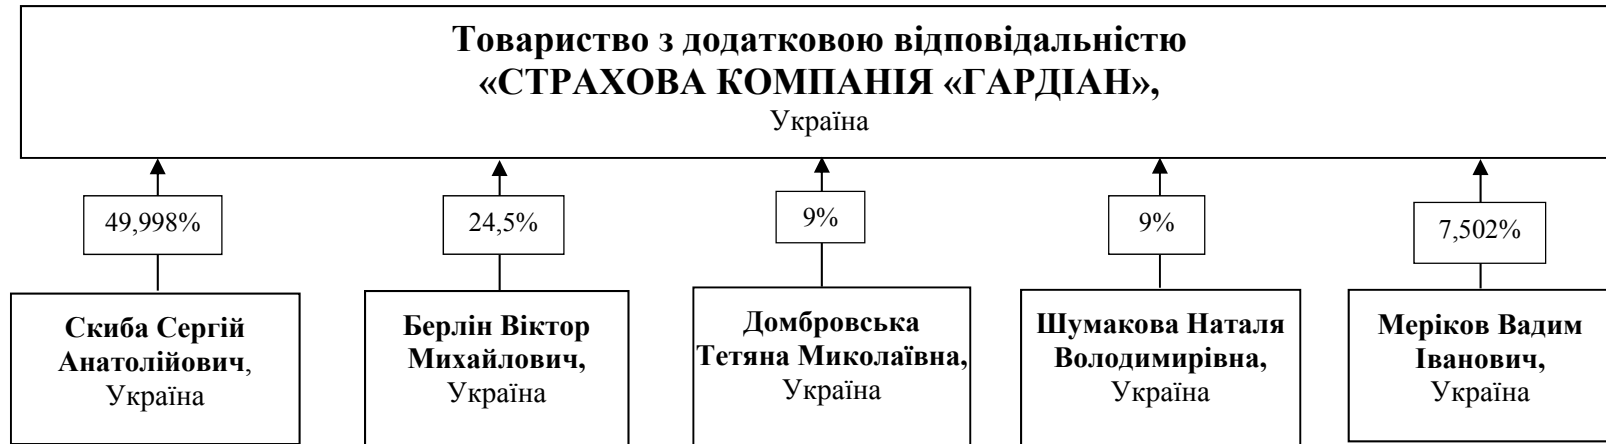 Товариство з додатковою відповідальністю
«СТРАХОВА КОМПАНІЯ «ГАРДІАН»,
Україна
49,998%
24,5%
9%
9%
7,502%
Скиба Сергій
Анатолійович,
Україна
Берлін Віктор
Михайлович,
Україна
Домбровська
Тетяна Миколаївна,
Україна
Шумакова Наталя
Володимирівна,
Україна
Меріков Вадим
Іванович,
Україна